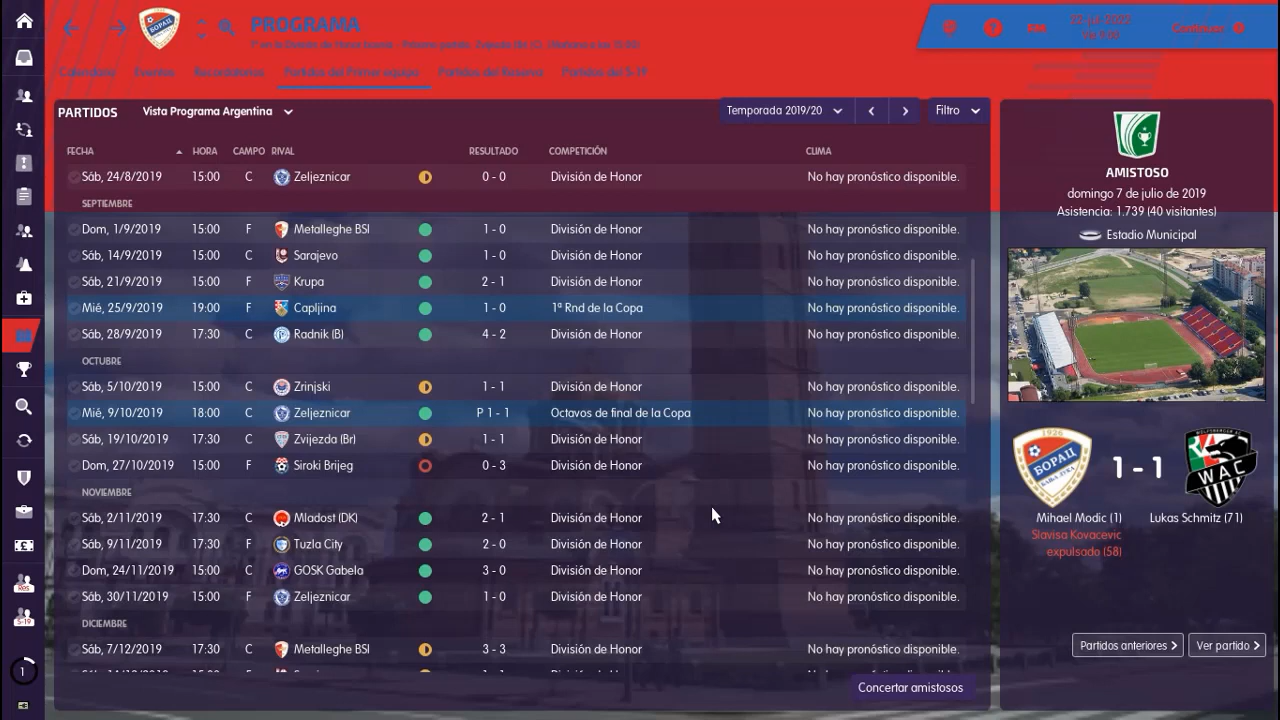 PROGRAMA
Calendario Eventos Recordatorios Partidos del Primer equipo Partidos del Reserva Partidos del S-19
Continuar
PARTIDOS Vista Programa Argentina Temporada 2019/20 Filtro
FECHA HORA CAMPO RIVAL RESULTADO COMPETICIÓN CLIMA
Sáb, 24/8/2019 15:00 C Zeljeznicar 0 - 0 División de Honor No hay pronóstico disponible.
SEPTIEMBRE
Dom, 1/9/2019 15:00 F Metalleghe BSI 1 - 0 División de Honor No hay pronóstico disponible.
Sáb, 14/9/2019 15:00 C Sarajevo 1 - 0 División de Honor No hay pronóstico disponible.
Sáb, 21/9/2019 15:00 F Krupa 2 - 1 División de Honor No hay pronóstico disponible.
Mié, 25/9/2019 19:00 F Capljina 1 - 0 1ª Rnd de la Copa No hay pronóstico disponible.
Sáb, 28/9/2019 17:30 C Radnik (B) 4 - 2 División de Honor No hay pronóstico disponible.
OCTUBRE
Sáb, 5/10/2019 15:00 C Zrinjski 1 - 1 División de Honor No hay pronóstico disponible.
Mié, 9/10/2019 18:00 C Zeljeznicar P 1 - 1 Octavos de final de la Copa No hay pronóstico disponible.
Sáb, 19/10/2019 17:30 C Zvijezda (Br) 1 - 1 División de Honor No hay pronóstico disponible.
Dom, 27/10/2019 15:00 F Siroki Brijeg 0 - 3 División de Honor No hay pronóstico disponible.
NOVIEMBRE
Sáb, 2/11/2019 17:30 C Mladost (DK) 2 - 1 División de Honor No hay pronóstico disponible.
Sáb, 9/11/2019 17:30 F Tuzla City 2 - 0 División de Honor No hay pronóstico disponible.
Dom, 24/11/2019 15:00 C GOSK Gabela 3 - 0 División de Honor No hay pronóstico disponible.
Sáb, 30/11/2019 15:00 F Zeljeznicar 1 - 0 División de Honor No hay pronóstico disponible.
DICIEMBRE
Sáb, 7/12/2019 17:30 C Metalleghe BSI 3 - 3 División de Honor No hay pronóstico disponible.
Concertar amistosos
AMISTOSO
domingo 7 de julio de 2019
Asistencia: 1.739 (40 visitantes)
Estadio Municipal
1926
БОРАЦ
1 - 1
WAC
Mihael Modic (1) Lukas Schmitz (71)
Slavisa Kovacevic
expulsado (58)
Partidos anteriores Ver partido
Res
S-19
1